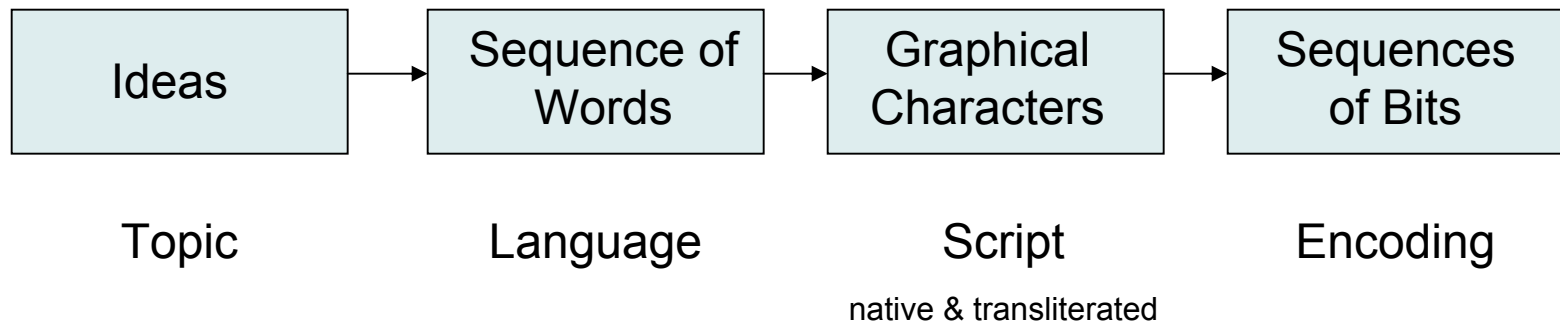 Ideas
Sequence of
Words
Graphical
Characters
Sequences
of Bits
Topic
Language
Script
native & transliterated
Encoding